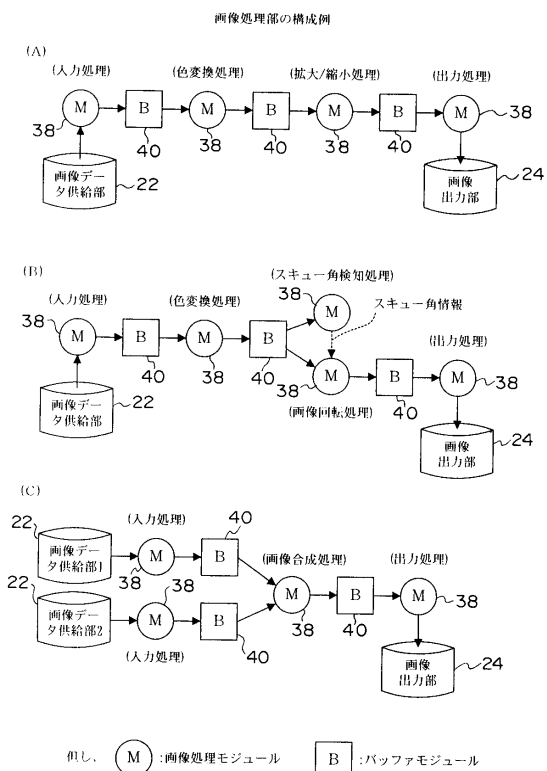 画像処理部の構成例
(A)
(入力処理)
(色変換処理)
(拡大/縮小処理)
(出力処理)
M
B
M
B
M
B
M
38
40
38
40
38
40
38
画像デー
タ供給部
22
画像
出力部
24
(B)
(スキュー角検知処理)
38
M
スキュー角情報
(入力処理)
(色変換処理)
(出力処理)
38
M
B
M
B
M
B
M
40
38
40
38
40
38
(画像回転処理)
画像デー
タ供給部
22
画像
出力部
24
(C)
22
画像デー
タ供給部1
(入力処理)
M
38
40
B
(画像合成処理)
(出力処理)
22
画像デー
タ供給部2
38
M
(入力処理)
B
40
M
38
B
40
M
38
画像
出力部
24
但し、
M
:画像処理モジュール
B
:バッファモジュール